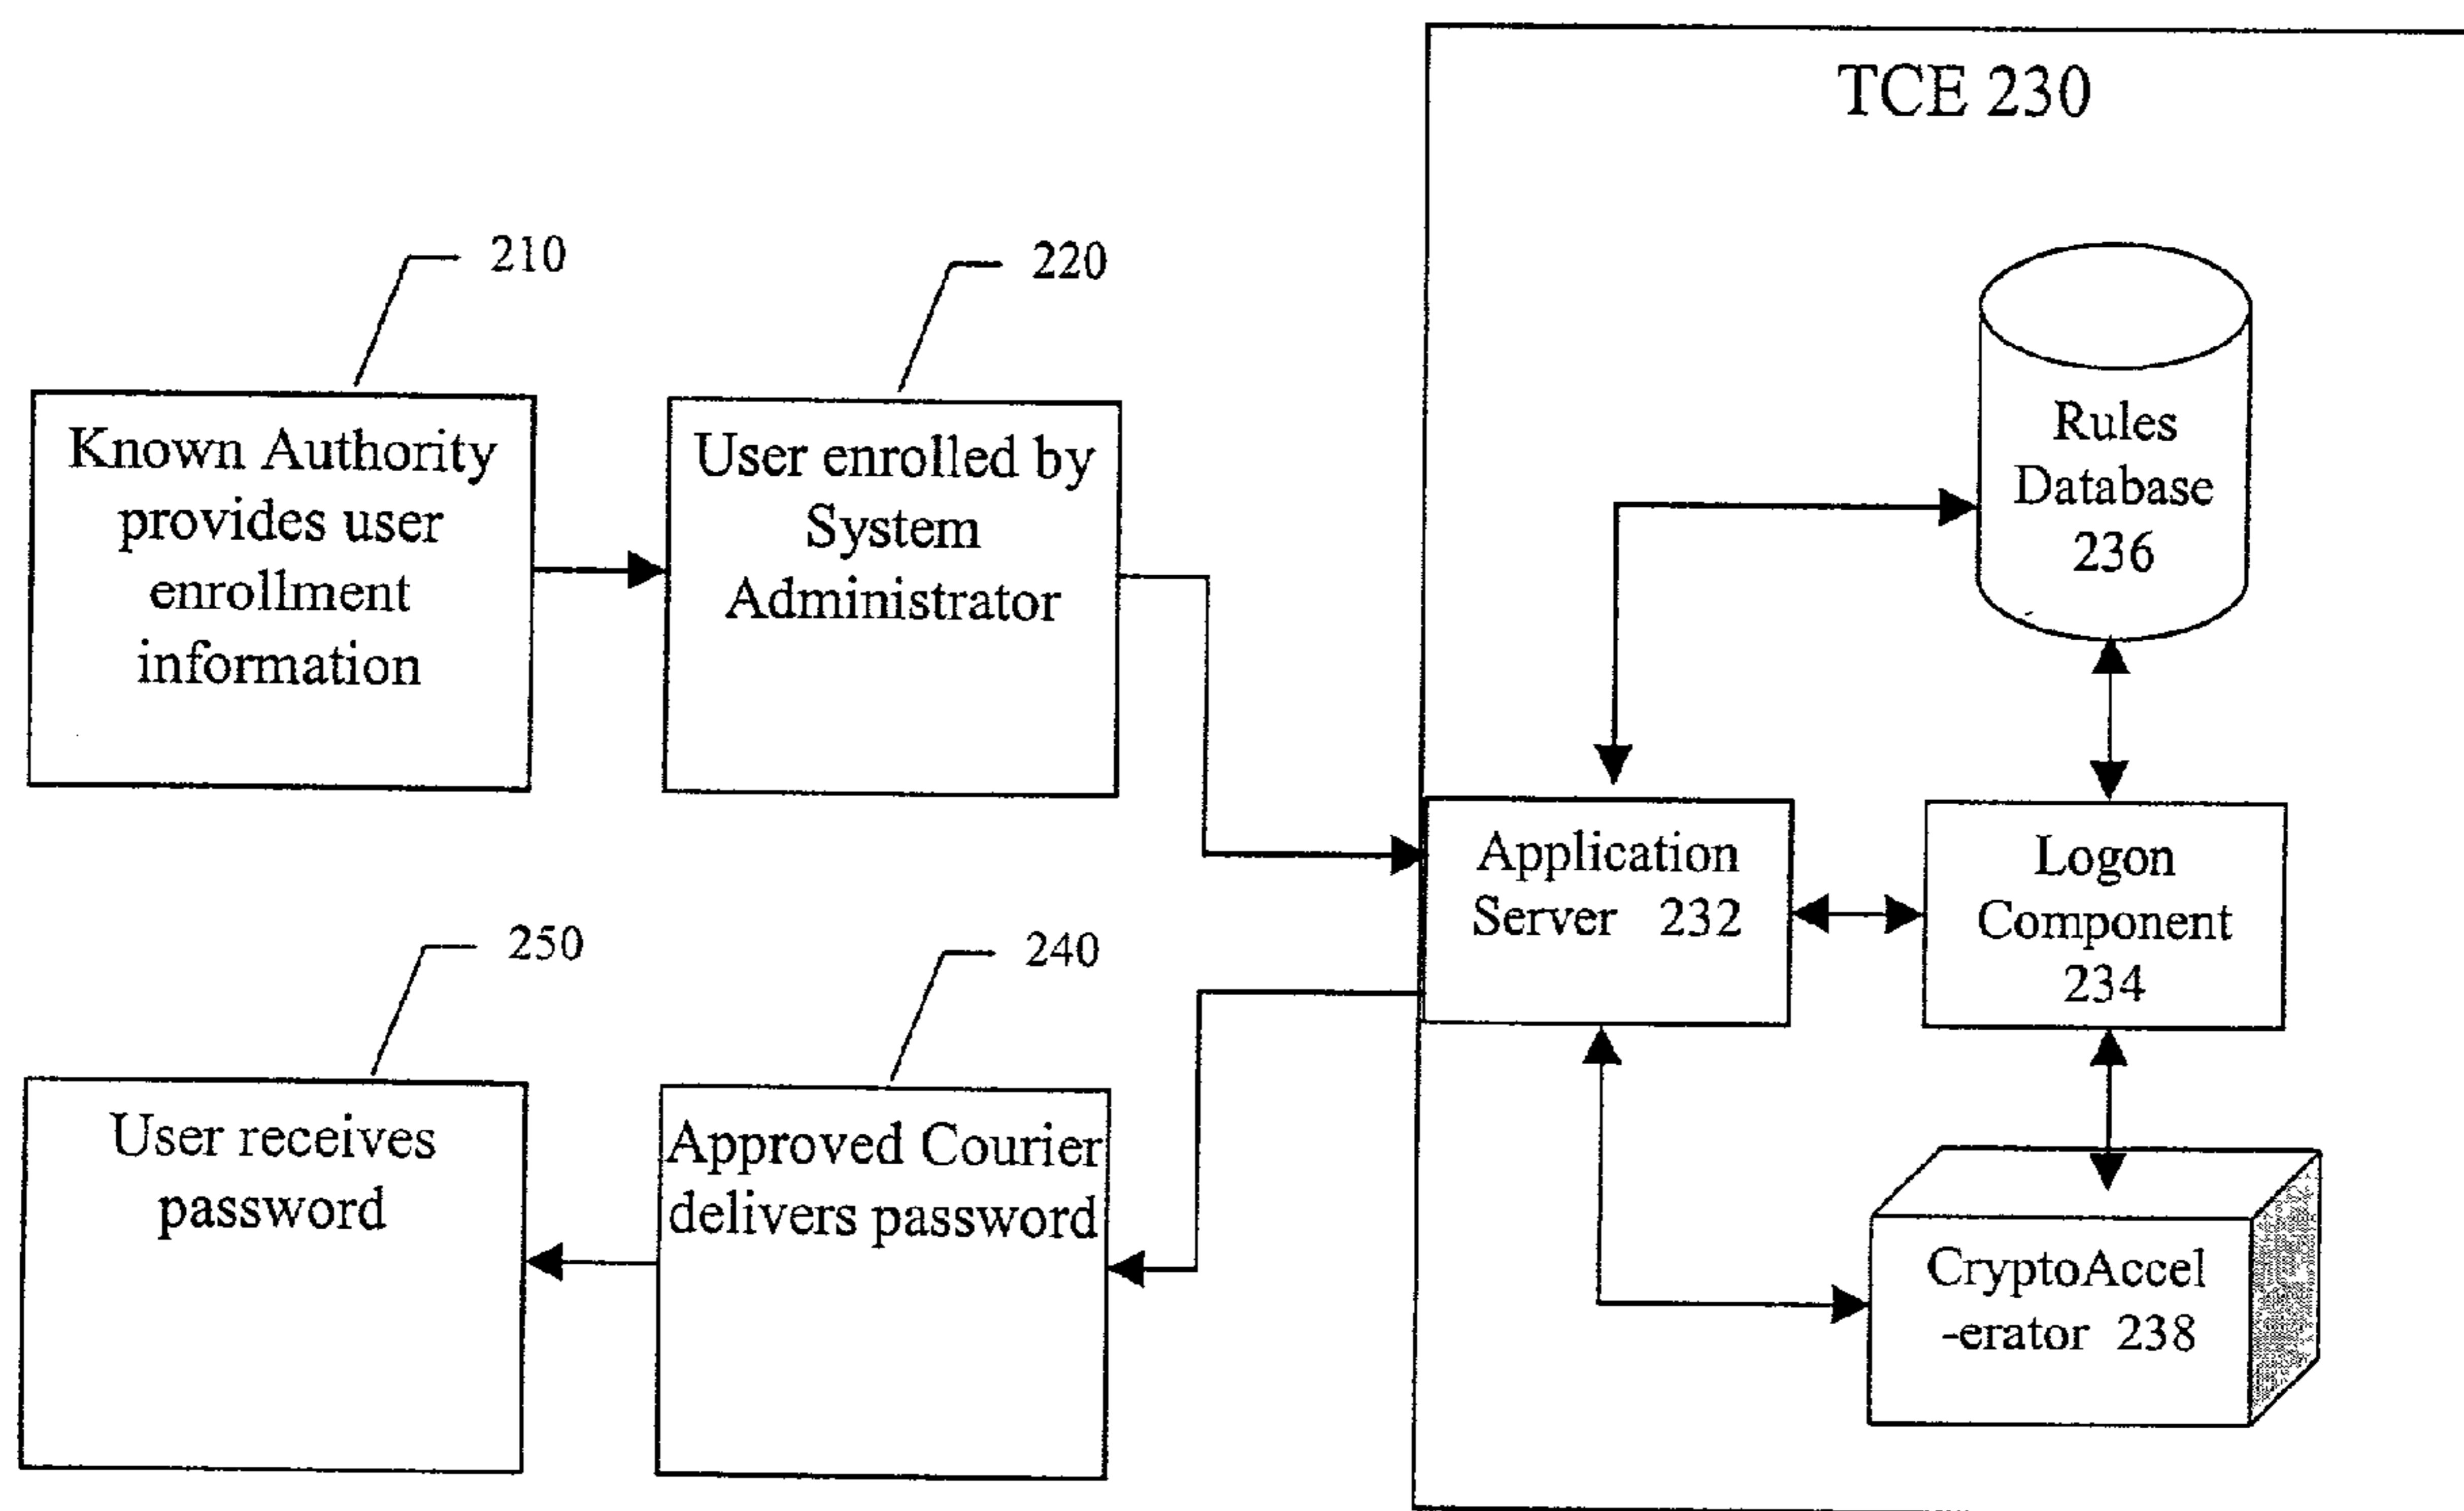 TCE 230
210
220
Known Authority
provides user
enrollment
information
User enrolled by
System
Administrator
Rules
Database
236
Application
Server 232
Logon
Component
234
250
240
User receives
password
Approved Courier
delivers password
CryptoAccel
-erator 238